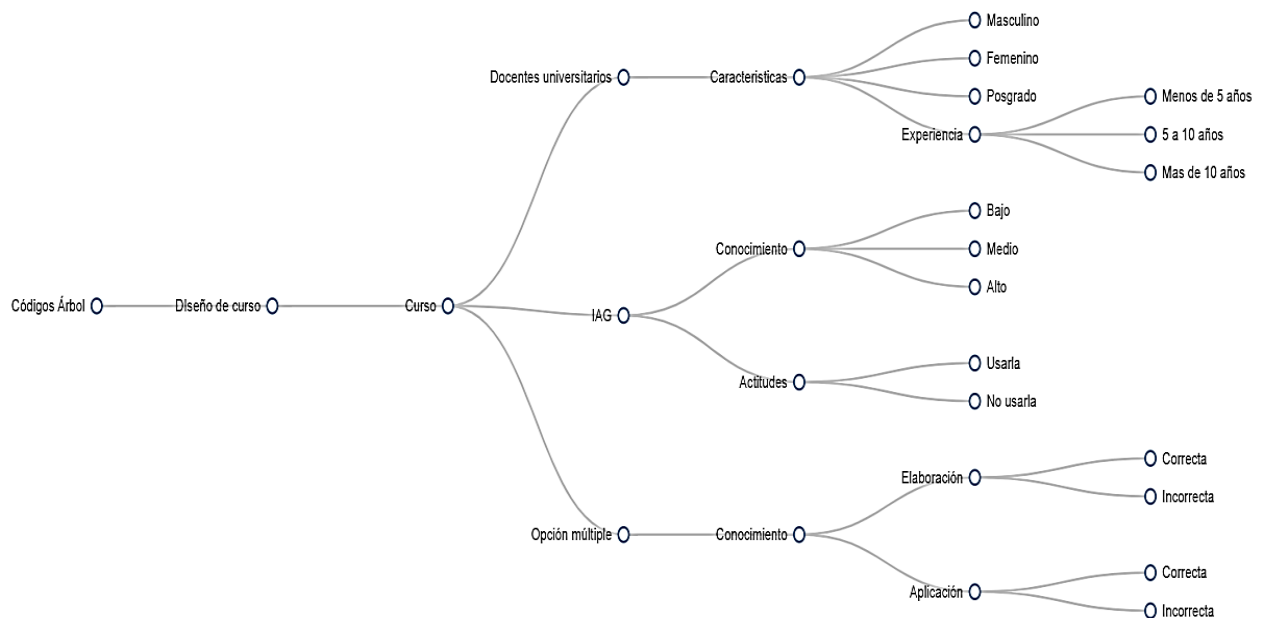 Masculino
Docentes universitarios
Caracteristicas
Femenino
Posgrado
Experiencia
Menos de 5 años
5 a 10 años
Mas de 10 años
Códigos Árbol
DIseño de curso
Curso
IAG
Conocimiento
Bajo
Medio
Alto
Actitudes
Usarla
No usarla
Opción múltiple
Conocimiento
Elaboración
Correcta
Incorrecta
Aplicación
Correcta
Incorrecta